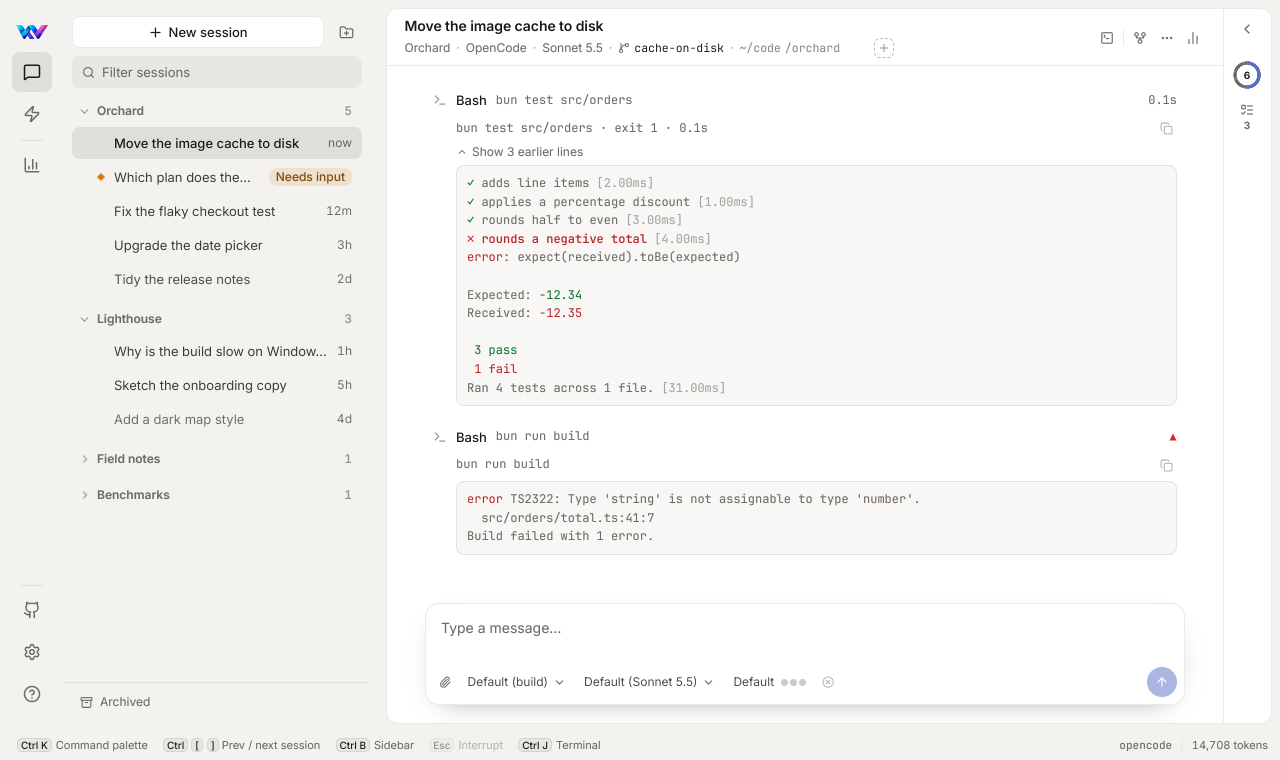 New session
Filter sessions
Orchard 5
Move the image cache to disk now
Which plan does the... Needs input
Fix the flaky checkout test 12m
Upgrade the date picker 3h
Tidy the release notes 2d
Lighthouse 3
Why is the build slow on Window... 1h
Sketch the onboarding copy 5h
Add a dark map style 4d
Field notes 1
Benchmarks 1
Archived
Move the image cache to disk
Orchard · OpenCode · Sonnet 5.5 · cache-on-disk · ~/code/orchard
Bash bun test src/orders 0.1s
bun test src/orders · exit 1 · 0.1s
Show 3 earlier lines
✓ adds line items [2.00ms]
✓ applies a percentage discount [1.00ms]
✓ rounds half to even [3.00ms]
✕ rounds a negative total [4.00ms]
error: expect(received).toBe(expected)
Expected: -12.34
Received: -12.35
3 pass
1 fail
Ran 4 tests across 1 file. [31.00ms]
Bash bun run build
bun run build
error TS2322: Type 'string' is not assignable to type 'number'.
src/orders/total.ts:41:7
Build failed with 1 error.
Type a message...
Default (build) Default (Sonnet 5.5) Default
6
3
Ctrl K Command palette · Ctrl [ ] Prev / next session · Ctrl B Sidebar · Esc Interrupt · Ctrl J Terminal
opencode 14,708 tokens